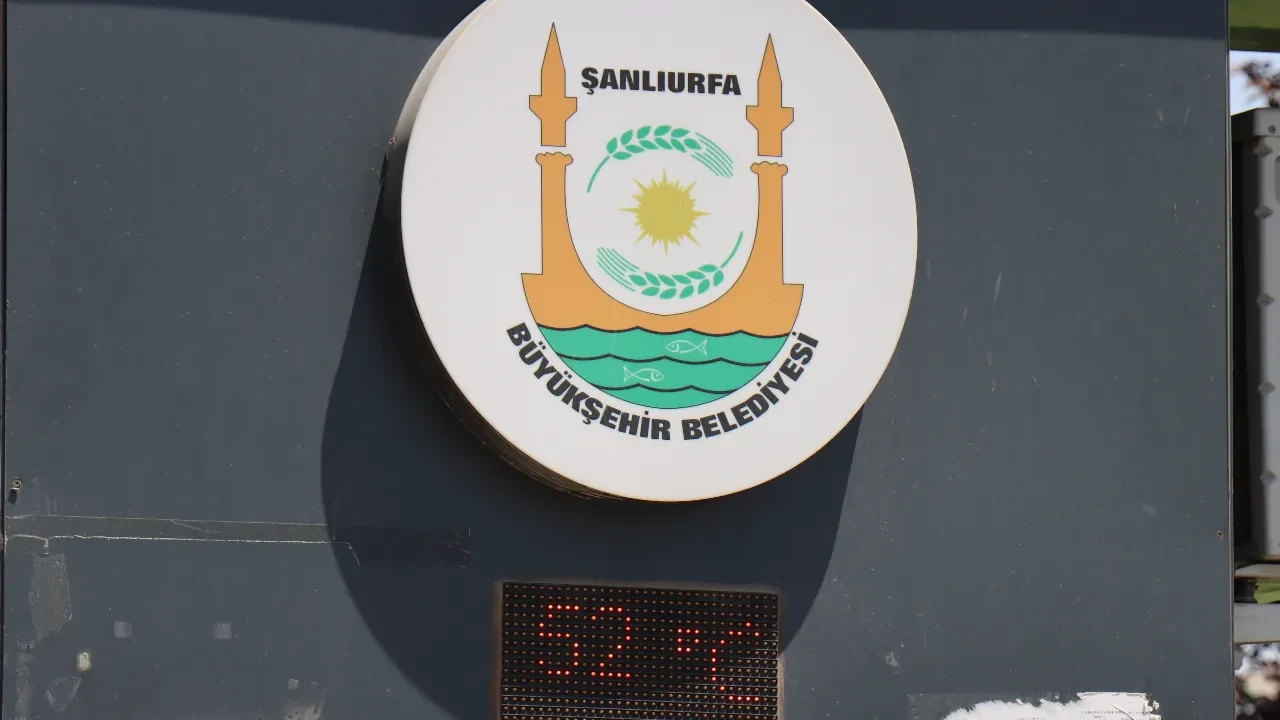 ŞANLIURFA
BÜYÜKŞEHİR BELEDİYESİ
52 °C